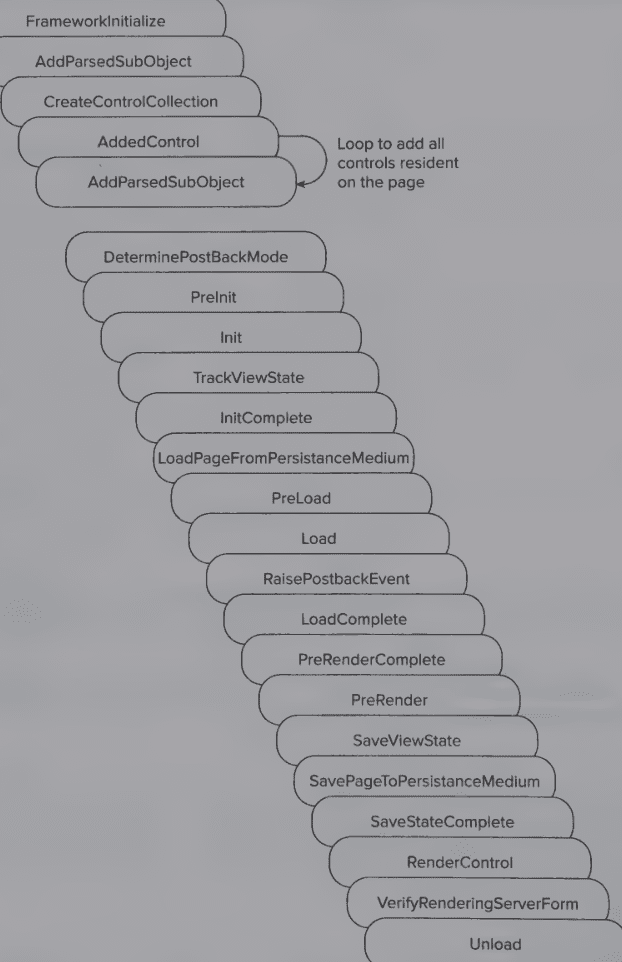 FrameworkInitialize
AddParsedSubObject
CreateControlCollection
AddedControl
Loop to add all
controls resident
on the page
AddParsedSubObject
DeterminePostBackMode
PreInit
Init
TrackViewState
InitComplete
LoadPageFromPersistanceMedium
PreLoad
Load
RaisePostbackEvent
LoadComplete
PreRenderComplete
PreRender
SaveViewState
SavePageToPersistanceMedium
SaveStateComplete
RenderControl
VerifyRenderingServerForm
Unload